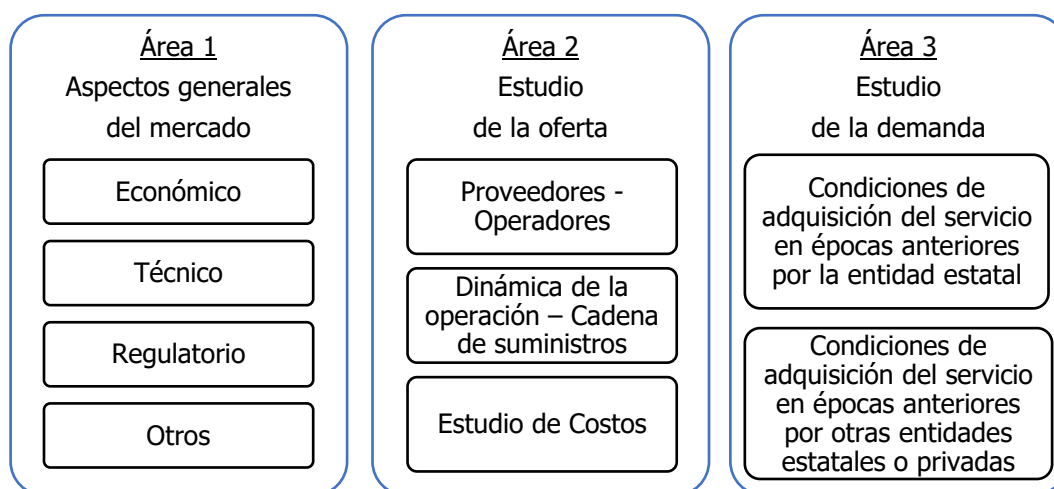 Área 1
Aspectos generales
del mercado
Económico
Técnico
Regulatorio
Otros
Área 2
Estudio
de la oferta
Proveedores -
Operadores
Dinámica de la
operación – Cadena
de suministros
Estudio de Costos
Área 3
Estudio
de la demanda
Condiciones de
adquisición del servicio
en épocas anteriores
por la entidad estatal
Condiciones de
adquisición del servicio
en épocas anteriores
por otras entidades
estatales o privadas